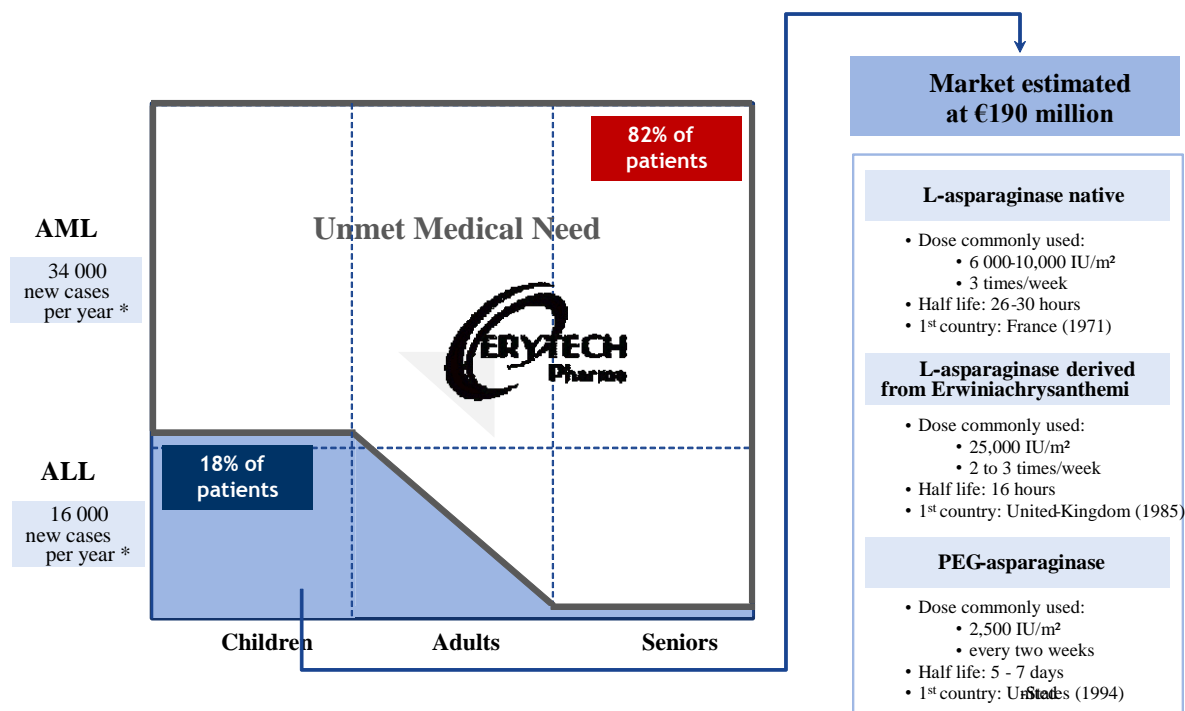 Market estimated
at €190 million
82% of
patients
Unmet Medical Need
AML
34 000
new cases
per year *
ERYTECH
Pharma
ALL
16 000
new cases
per year *
18% of
patients
Children
Adults
Seniors
L-asparaginase native
• Dose commonly used:
• 6 000-10,000 IU/m²
• 3 times/week
• Half life: 26-30 hours
• 1st country: France (1971)
L-asparaginase derived
from Erwiniachrysanthemi
• Dose commonly used:
• 25,000 IU/m²
• 2 to 3 times/week
• Half life: 16 hours
• 1st country: United-Kingdom (1985)
PEG-asparaginase
• Dose commonly used:
• 2,500 IU/m²
• every two weeks
• Half life: 5 - 7 days
• 1st country: United-States (1994)